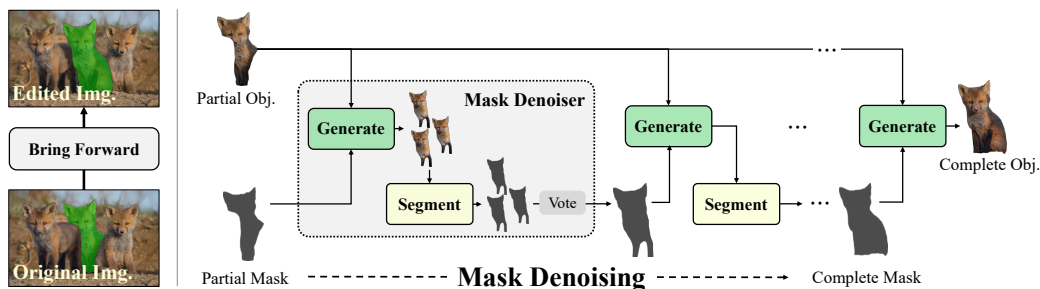 Edited Img.
Bring Forward
Original Img.
Partial Obj.
Mask Denoiser
Generate
Segment
Vote
Partial Mask
Mask Denoising
Generate
Segment
...
...
...
Generate
Complete Obj.
Complete Mask